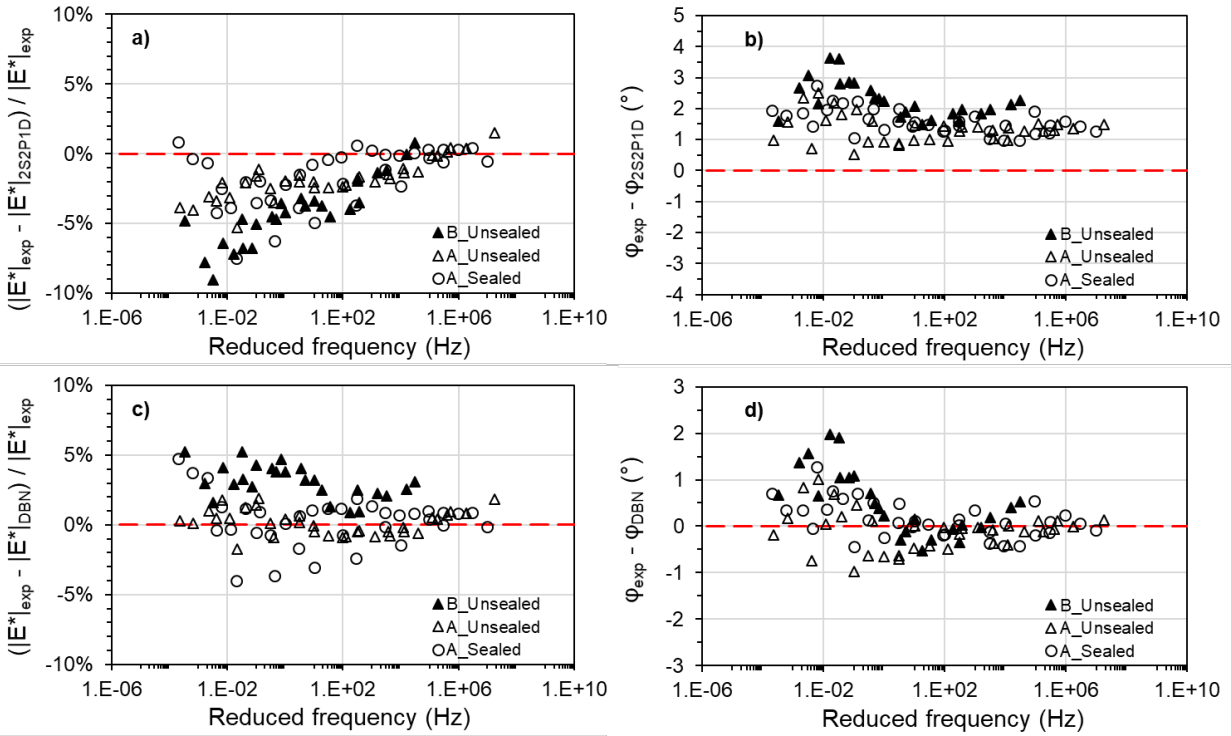 a)
(|E*|exp - |E*|2S2P1D) / |E*|exp
10%
5%
0%
-5%
-10%
B_Unsealed
A_Unsealed
A_Sealed
1.E-06 1.E-02 1.E+02 1.E+06 1.E+10
Reduced frequency (Hz)
b)
φexp - φ2S2P1D (°)
5
4
3
2
1
0
-1
-2
-3
-4
B_Unsealed
A_Unsealed
A_Sealed
1.E-06 1.E-02 1.E+02 1.E+06 1.E+10
Reduced frequency (Hz)
c)
(|E*|exp - |E*|DBN) / |E*|exp
10%
5%
0%
-5%
-10%
B_Unsealed
A_Unsealed
A_Sealed
1.E-06 1.E-02 1.E+02 1.E+06 1.E+10
Reduced frequency (Hz)
d)
φexp - φDBN (°)
3
2
1
0
-1
-2
-3
B_Unsealed
A_Unsealed
A_Sealed
1.E-06 1.E-02 1.E+02 1.E+06 1.E+10
Reduced frequency (Hz)